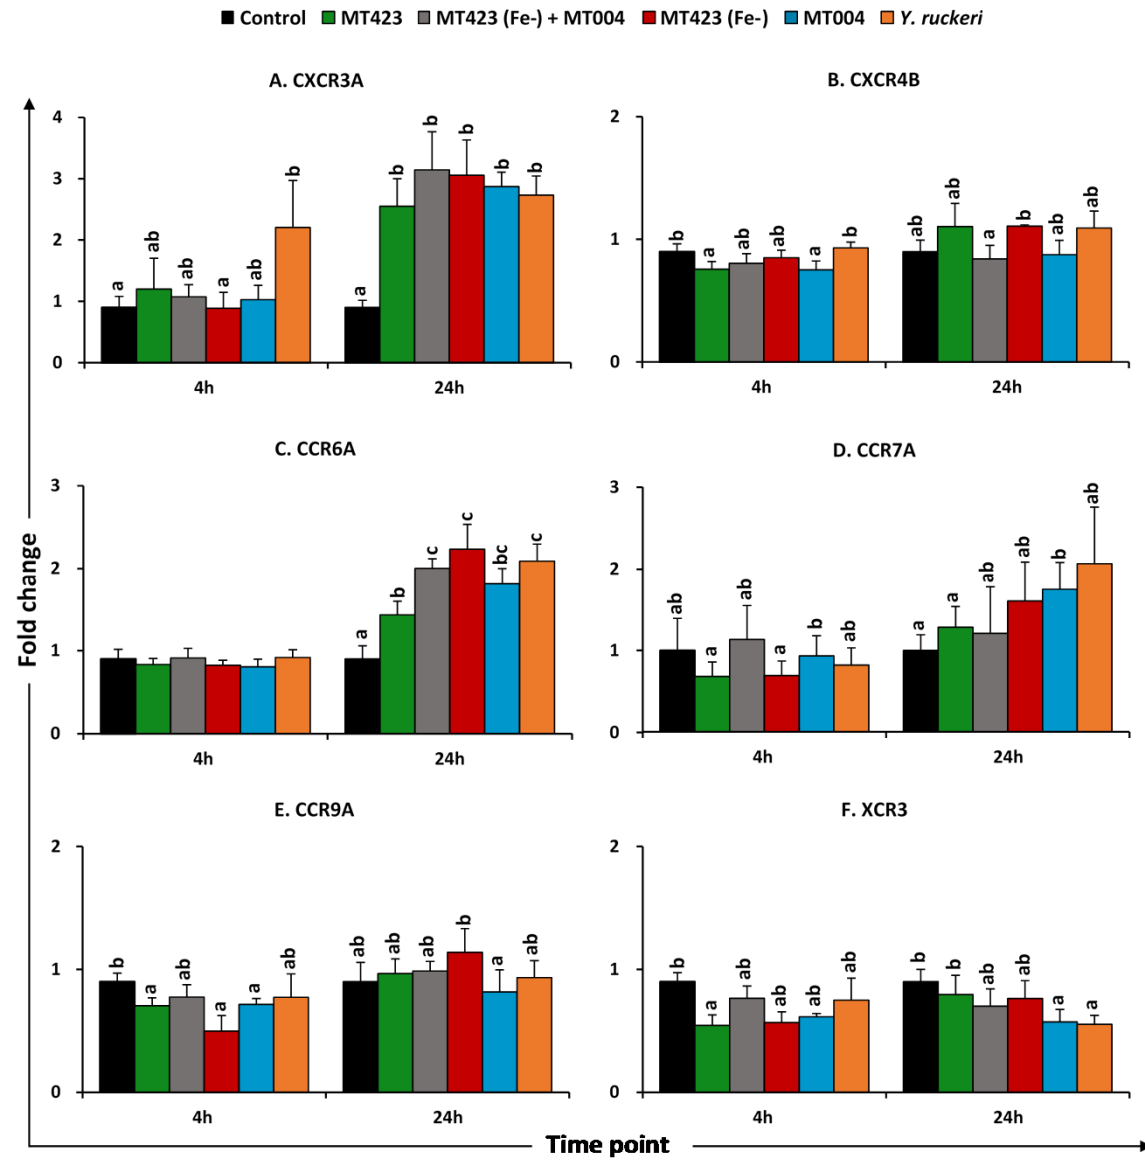 Control MT423 MT423 (Fe-) + MT004 MT423 (Fe-) MT004 Y. ruckeri
A. CXCR3A
4
3
2
1
0
a
ab
ab
a
ab
b
a
b
b
b
b
b
4h
24h
B. CXCR4B
2
1
0
b
a
ab
ab
a
b
ab
ab
a
b
ab
ab
4h
24h
C. CCR6A
3
2
1
0
a
b
c
c
bc
c
4h
24h
D. CCR7A
3
2
1
0
ab
a
ab
a
b
ab
a
a
ab
ab
b
ab
4h
24h
E. CCR9A
2
1
0
b
a
ab
a
a
ab
ab
ab
ab
b
a
ab
4h
24h
F. XCR3
2
1
0
b
a
ab
ab
ab
ab
b
b
ab
ab
a
a
4h
24h
Fold change
Time point